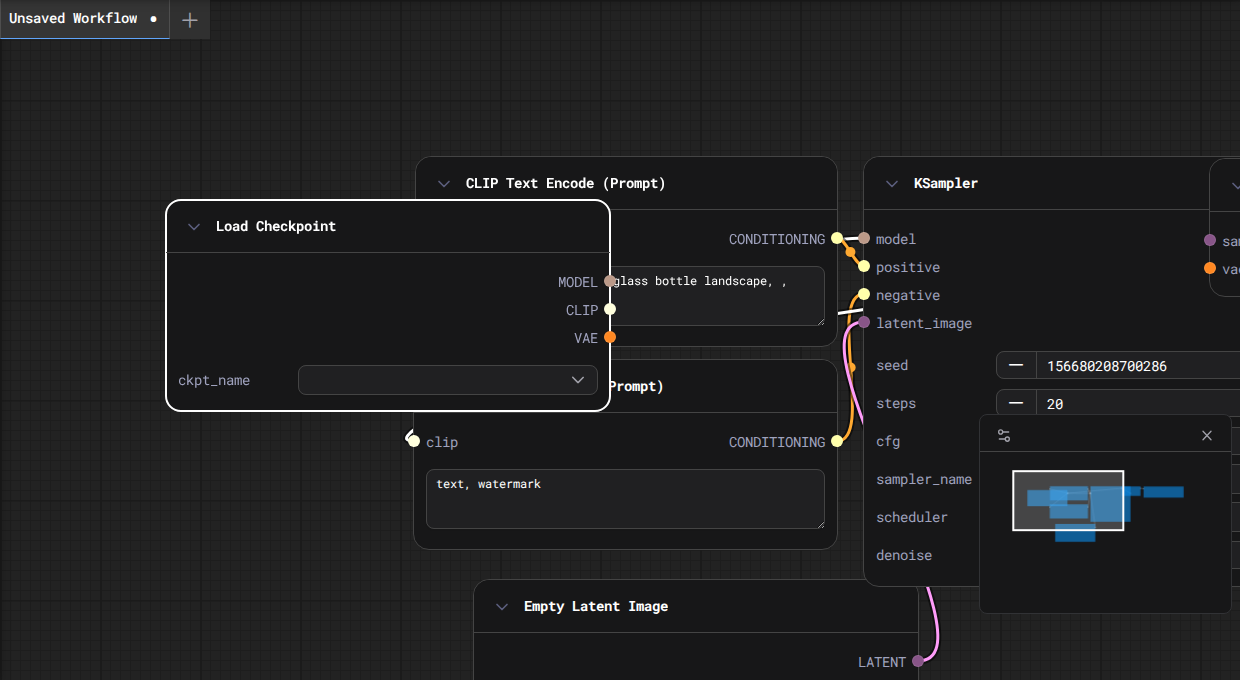 Unsaved Workflow
CLIP Text Encode (Prompt)
CONDITIONING
glass bottle landscape, ,
Load Checkpoint
MODEL
CLIP
VAE
ckpt_name
Prompt)
clip
CONDITIONING
text, watermark
Empty Latent Image
LATENT
KSampler
model
positive
negative
latent_image
seed
156680208700286
steps
20
cfg
sampler_name
scheduler
denoise